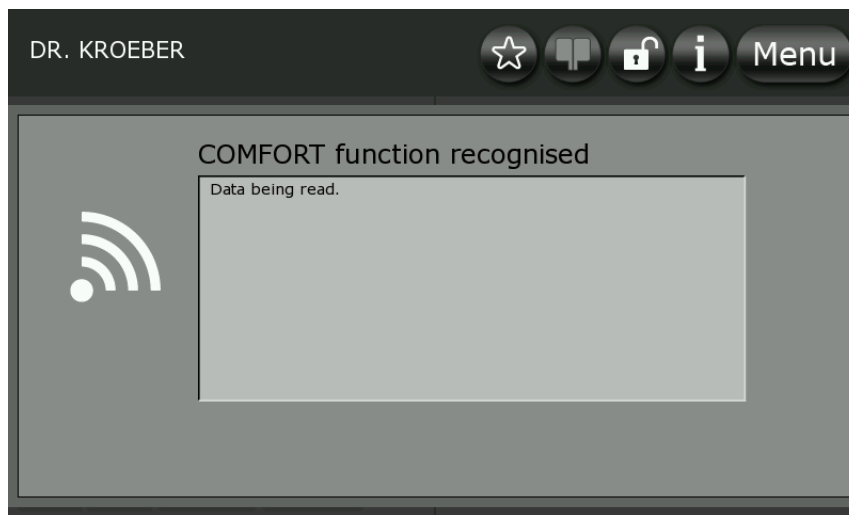 DR. KROEBER
i
Menu
COMFORT function recognised
Data being read.